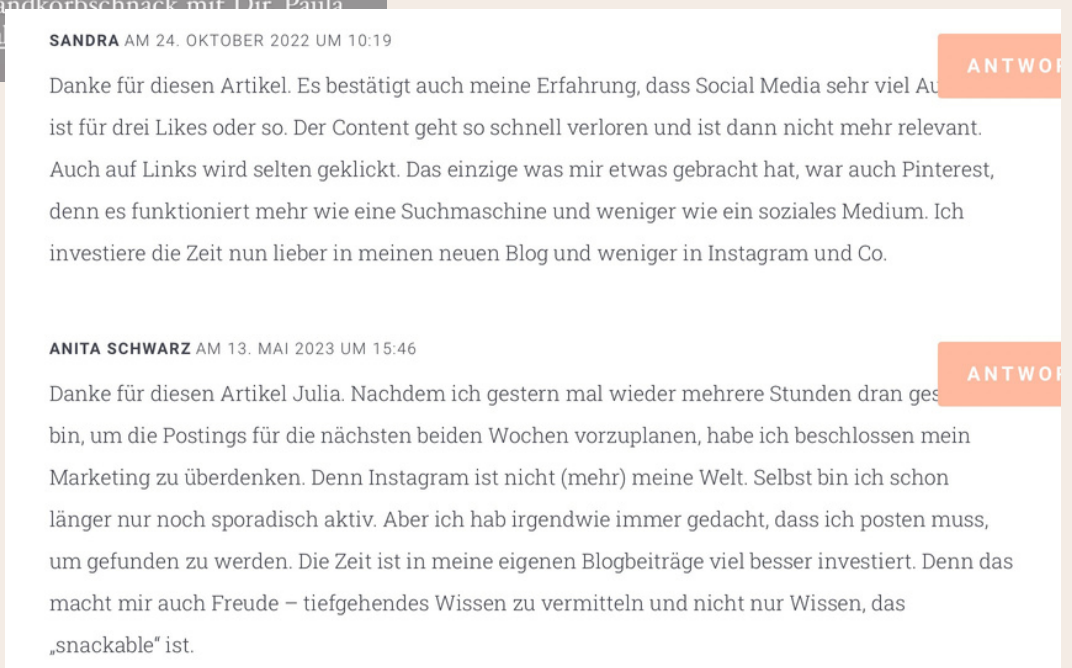 andkorbschnack mit Dir, Paula
SANDRA AM 24. OKTOBER 2022 UM 10:19
ANTWOR
Danke für diesen Artikel. Es bestätigt auch meine Erfahrung, dass Social Media sehr viel Au
ist für drei Likes oder so. Der Content geht so schnell verloren und ist dann nicht mehr relevant.
Auch auf Links wird selten geklickt. Das einzige was mir etwas gebracht hat, war auch Pinterest,
denn es funktioniert mehr wie eine Suchmaschine und weniger wie ein soziales Medium. Ich
investiere die Zeit nun lieber in meinen neuen Blog und weniger in Instagram und Co.
ANITA SCHWARZ AM 13. MAI 2023 UM 15:46
ANTWOR
Danke für diesen Artikel Julia. Nachdem ich gestern mal wieder mehrere Stunden dran ges
bin, um die Postings für die nächsten beiden Wochen vorzuplanen, habe ich beschlossen mein
Marketing zu überdenken. Denn Instagram ist nicht (mehr) meine Welt. Selbst bin ich schon
länger nur noch sporadisch aktiv. Aber ich hab irgendwie immer gedacht, dass ich posten muss,
um gefunden zu werden. Die Zeit ist in meine eigenen Blogbeiträge viel besser investiert. Denn das
macht mir auch Freude – tiefgehendes Wissen zu vermitteln und nicht nur Wissen, das
„snackable“ ist.